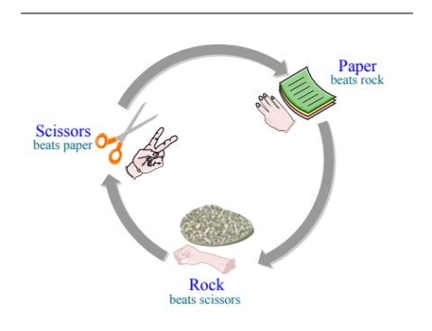 Paper
beats rock
Scissors
beats paper
Rock
beats scissors